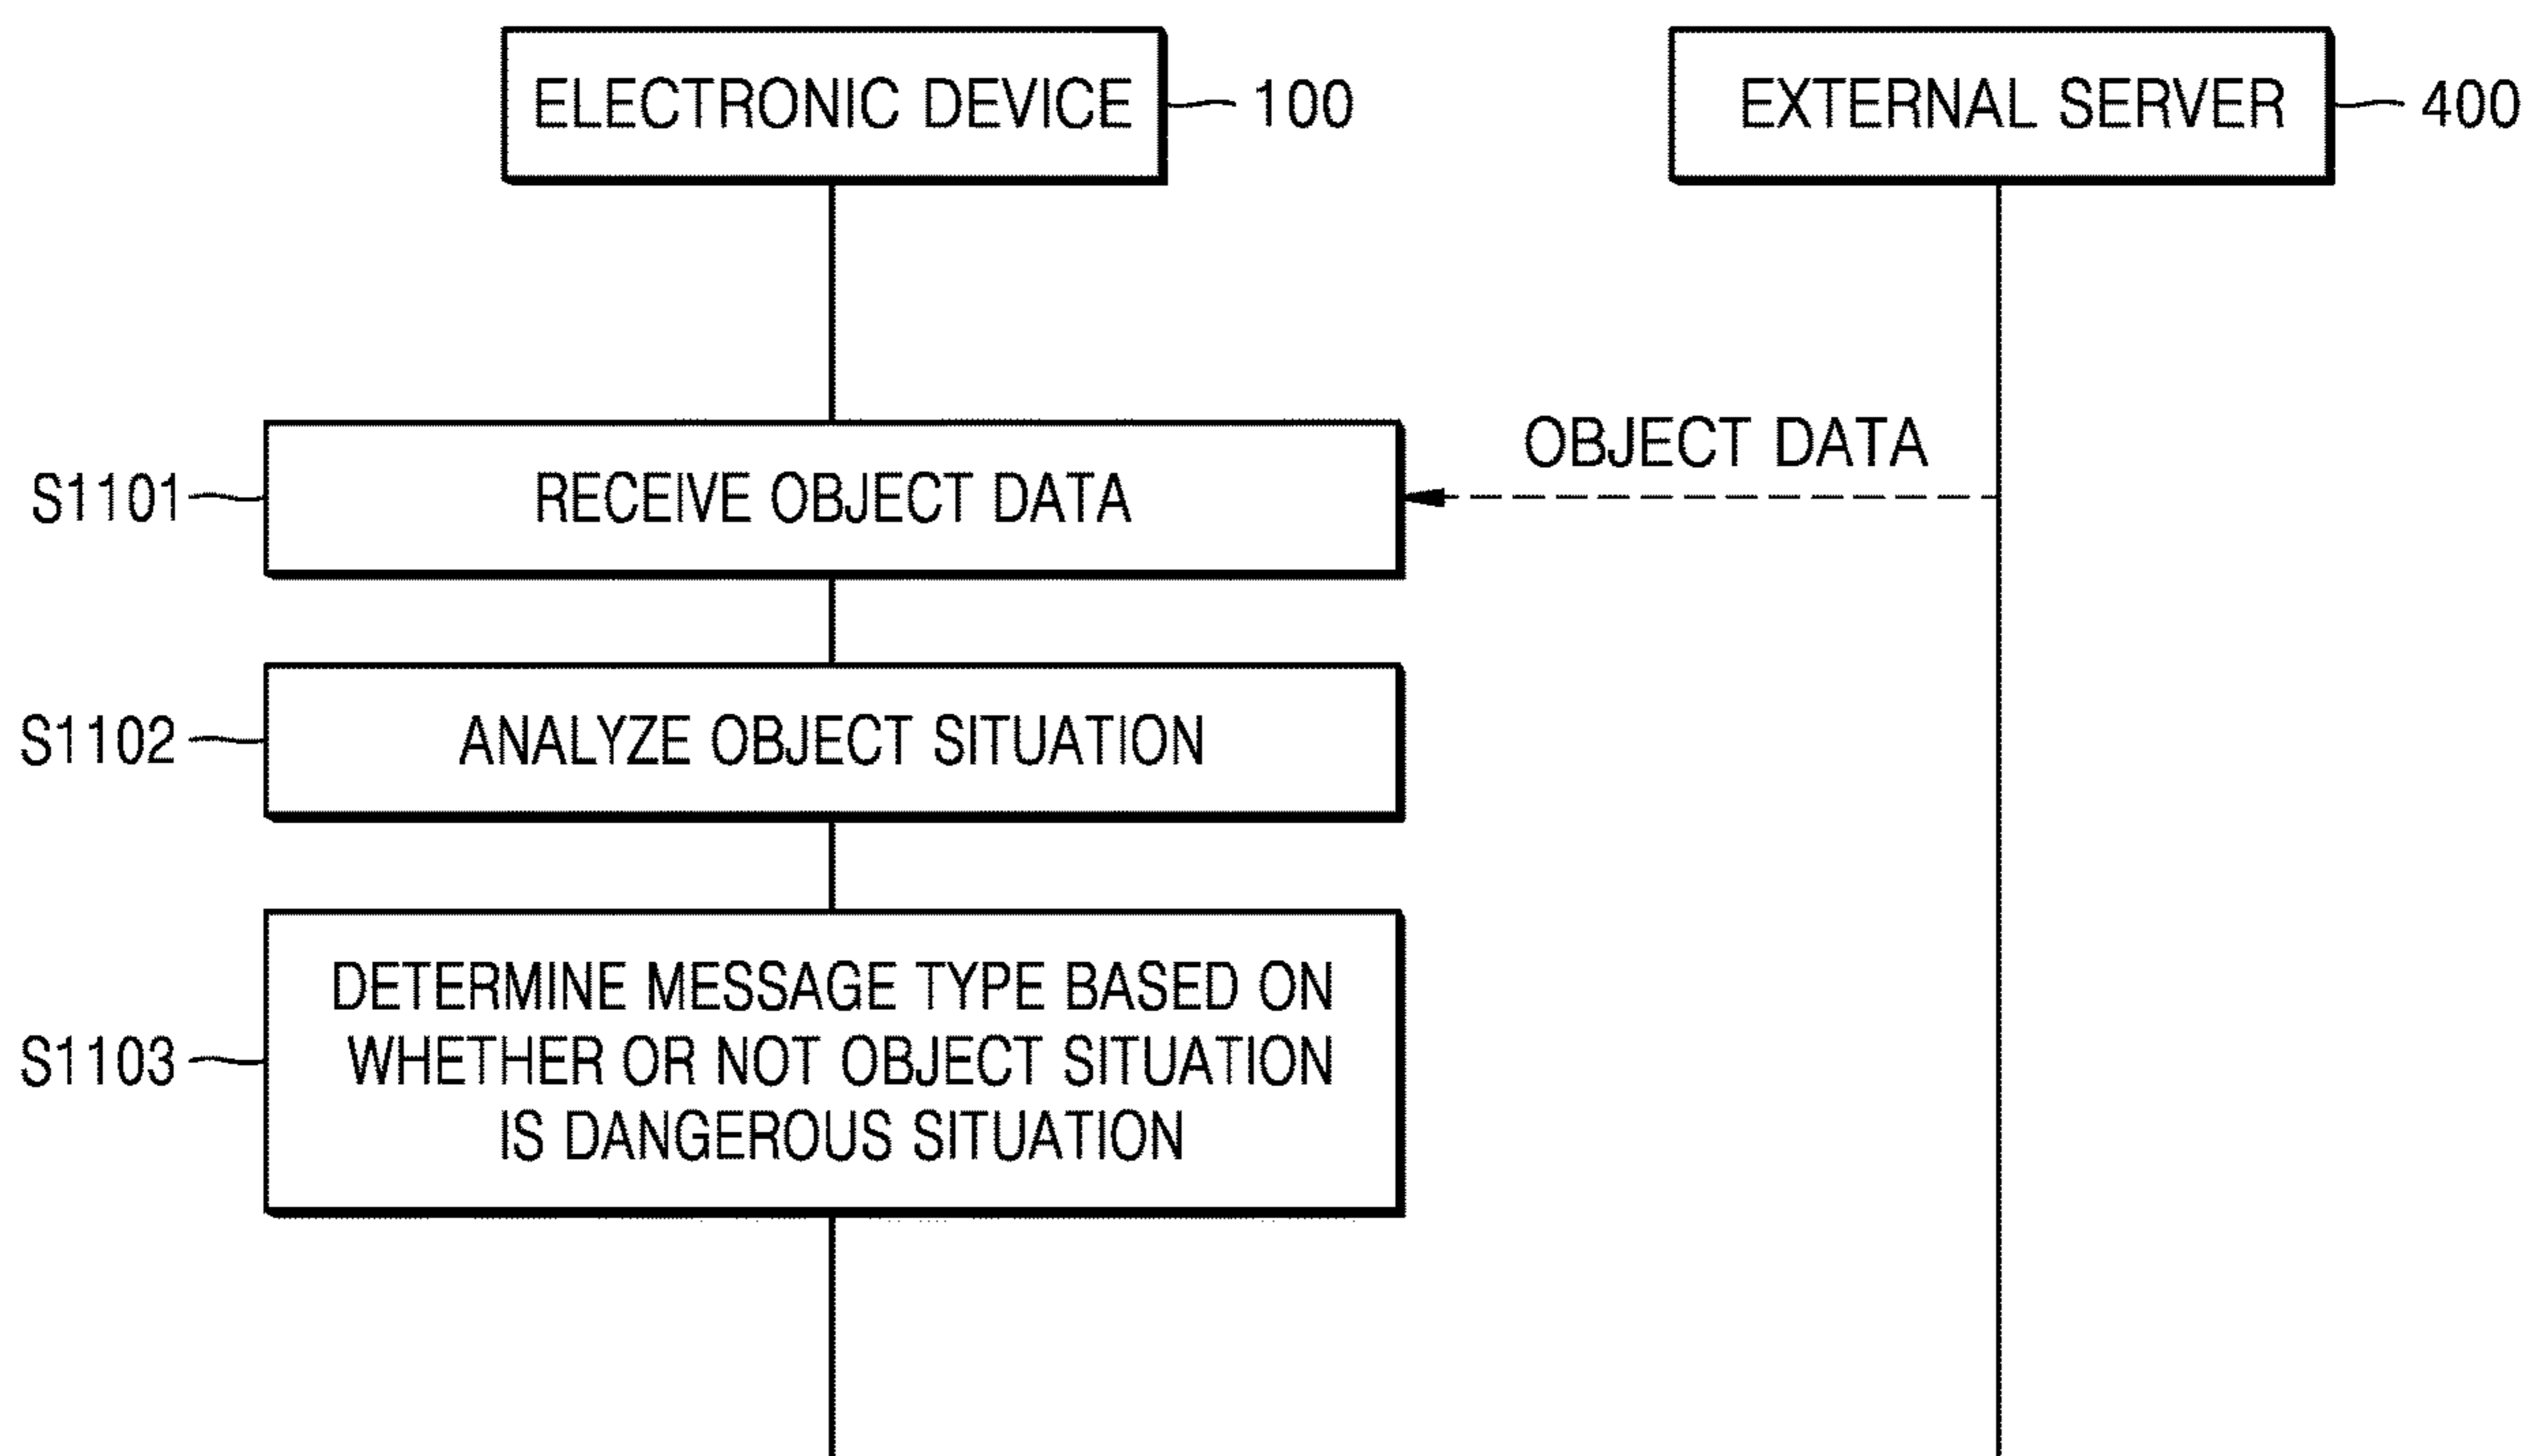 ELECTRONIC DEVICE
100
EXTERNAL SERVER
400
S1101
RECEIVE OBJECT DATA
OBJECT DATA
S1102
ANALYZE OBJECT SITUATION
S1103
DETERMINE MESSAGE TYPE BASED ON
WHETHER OR NOT OBJECT SITUATION
IS DANGEROUS SITUATION